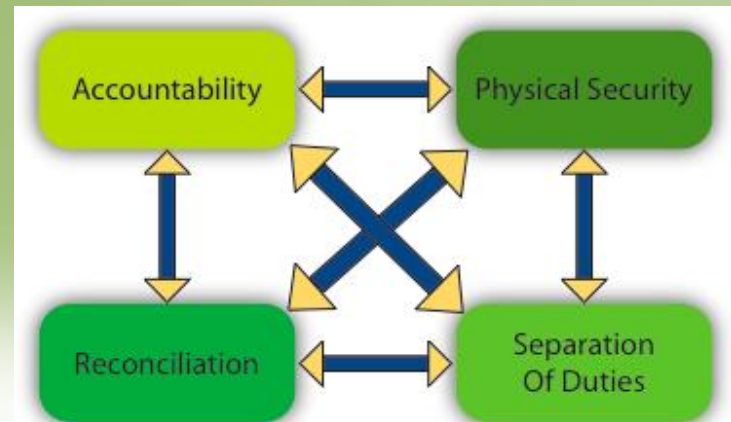 Accountability
Physical Security
Reconciliation
Separation
Of Duties